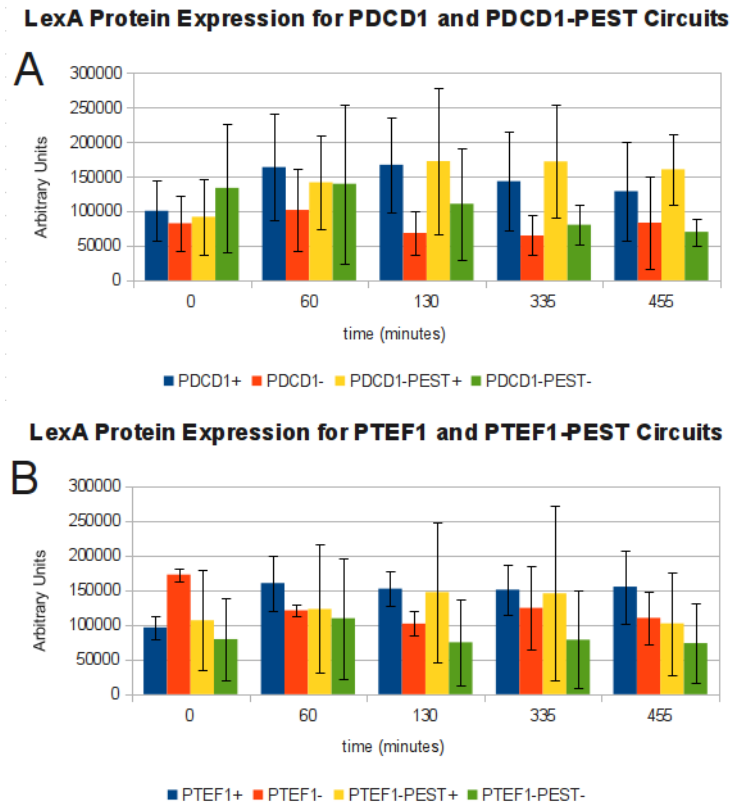 LexA Protein Expression for PDCD1 and PDCD1-PEST Circuits
A
300000
250000
200000
150000
100000
50000
0
Arbitrary Units
0 60 130 335 455
time (minutes)
PDCD1+ PDCD1- PDCD1-PEST+ PDCD1-PEST-
LexA Protein Expression for PTEF1 and PTEF1-PEST Circuits
B
300000
250000
200000
150000
100000
50000
0
Arbitrary Units
0 60 130 335 455
time (minutes)
PTEF1+ PTEF1- PTEF1-PEST+ PTEF1-PEST-